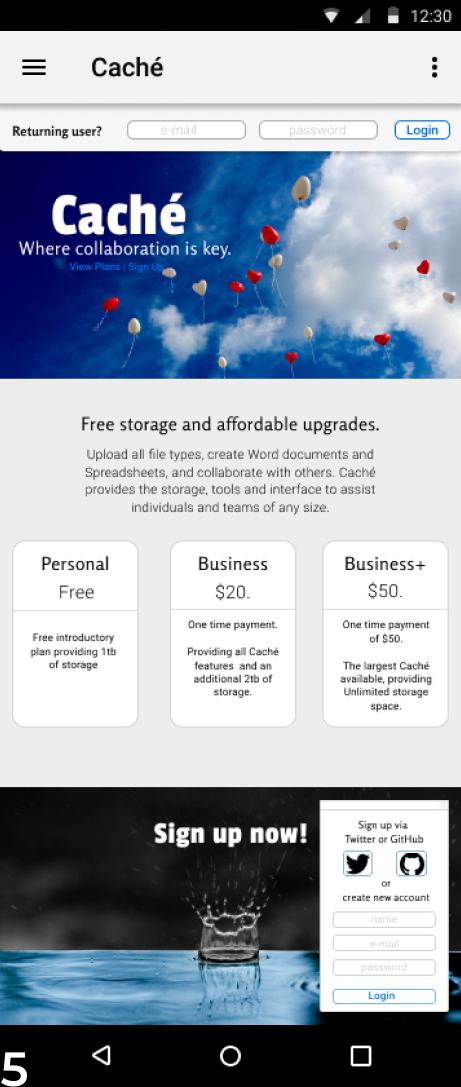 12:30
Caché
Returning user? e-mail password Login
Caché
Where collaboration is key.
View Plans | Sign Up
Free storage and affordable upgrades.
Upload all file types, create Word documents and
Spreadsheets, and collaborate with others. Caché
provides the storage, tools and interface to assist
individuals and teams of any size.
Personal
Free
Free introductory
plan providing 1tb
of storage
Business
$20.
One time payment.
Providing all Caché
features and an
additional 2tb of
storage.
Business+
$50.
One time payment
of $50.
The largest Caché
available, providing
Unlimited storage
space.
Sign up now!
Sign up via
Twitter or GitHub
or
create new account
name
e-mail
password
Login
5